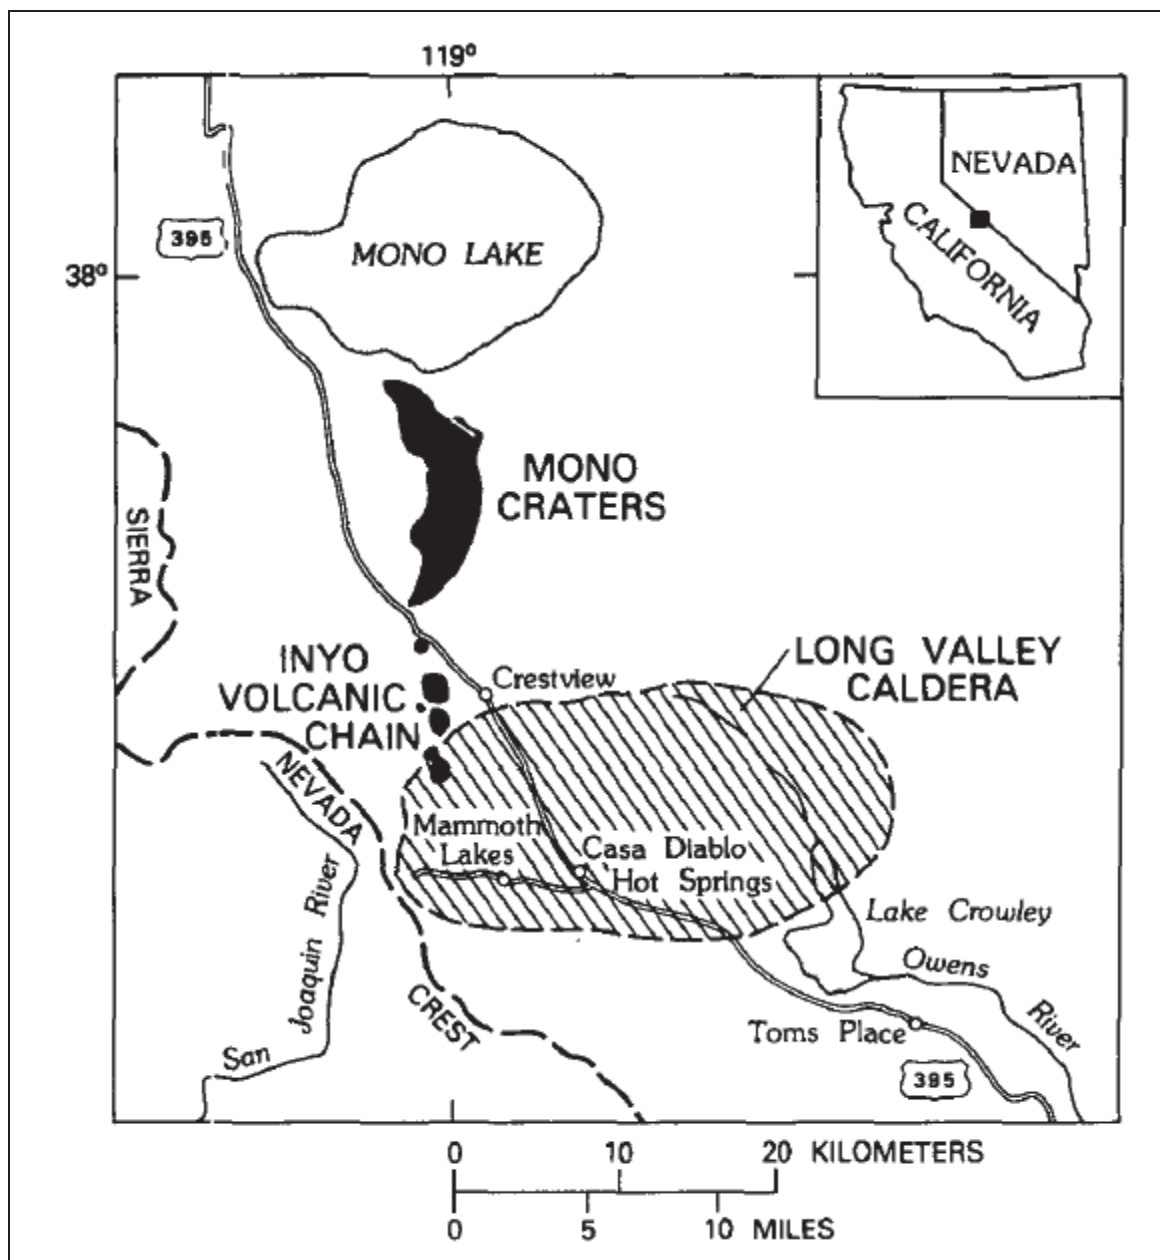 119°
38°
395
MONO LAKE
NEVADA
CALIFORNIA
MONO
CRATERS
SIERRA
INYO
VOLCANIC
CHAIN
Crestview
LONG VALLEY
CALDERA
NEVADA
Mammoth
Lakes
Casa Diablo
Hot Springs
Lake Crowley
Owens
River
San
Joaquin
River
CREST
Toms Place
395
0 10 20 KILOMETERS
0 5 10 MILES